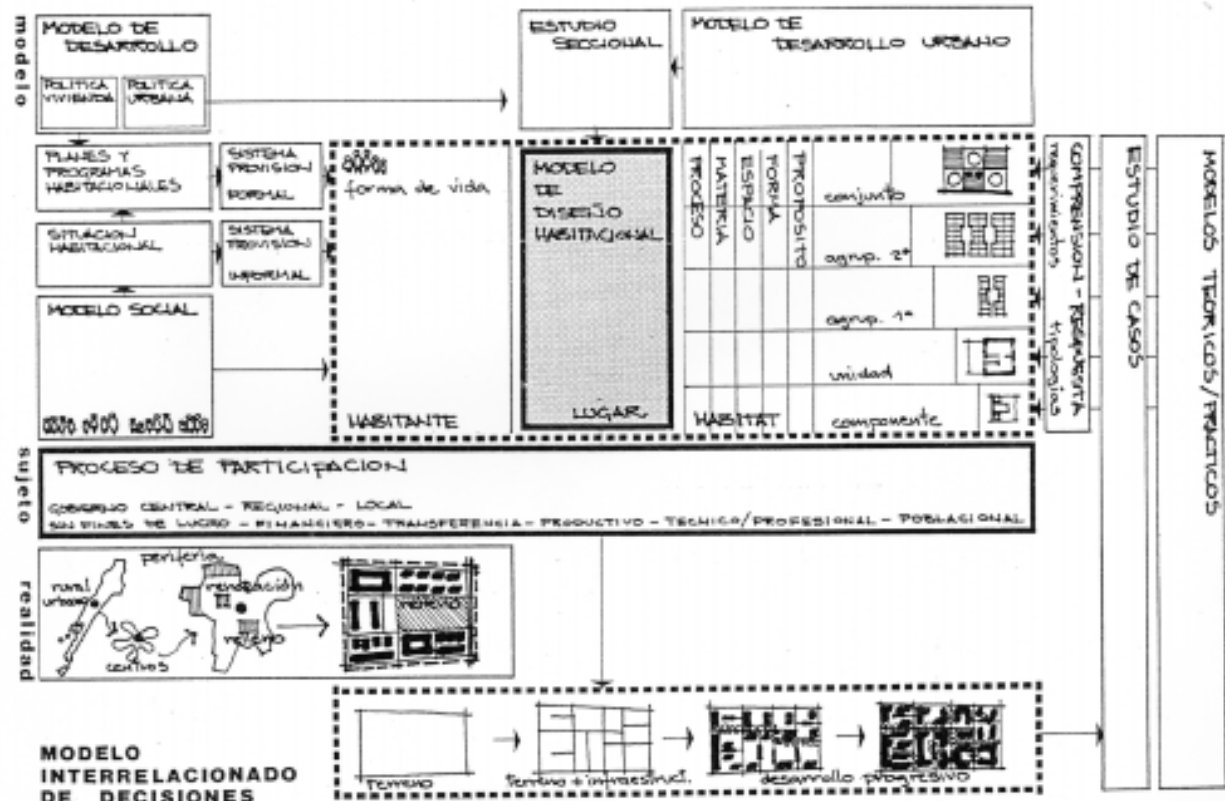 modelo
MODELO DE
DESARROLLO
POLITICA
VIVIENDA
POLITICA
URBANA
ESTUDIO
SECCIONAL
MODELO DE
DESARROLLO URBANO
PLANES Y
PROGRAMAS
HABITACIONALES
SISTEMA
PROVISION
FORMAL
SITUACION
HABITACIONAL
SISTEMA
PROVISION
INFORMAL
MODELO SOCIAL
forma de vida
HABITANTE
MODELO
DE
DISEÑO
HABITACIONAL
LUGAR
PROCESO
MATERIA
ESPACIO
FORMA
PROPOSITO
conjunto
agrup. 2ª
agrup. 1ª
unidad
componente
HABITAT
COMPRENSION - RESPUESTA
requerimientos tipologias
ESTUDIO DE CASOS
MODELOS TEORICOS/PRACTICOS
sujeto
PROCESO DE PARTICIPACION
GOBIERNO CENTRAL - REGIONAL - LOCAL
SIN FINES DE LUCRO - FINANCIERO - TRANSFERENCIA - PRODUCTIVO - TECNICO/PROFESIONAL - POBLACIONAL
realidad
periferia
rural
urbano
centros
renovación
relleno
relleno
terreno
terreno + infraestruct.
desarrollo progresivo
MODELO
INTERRELACIONADO
DE DECISIONES